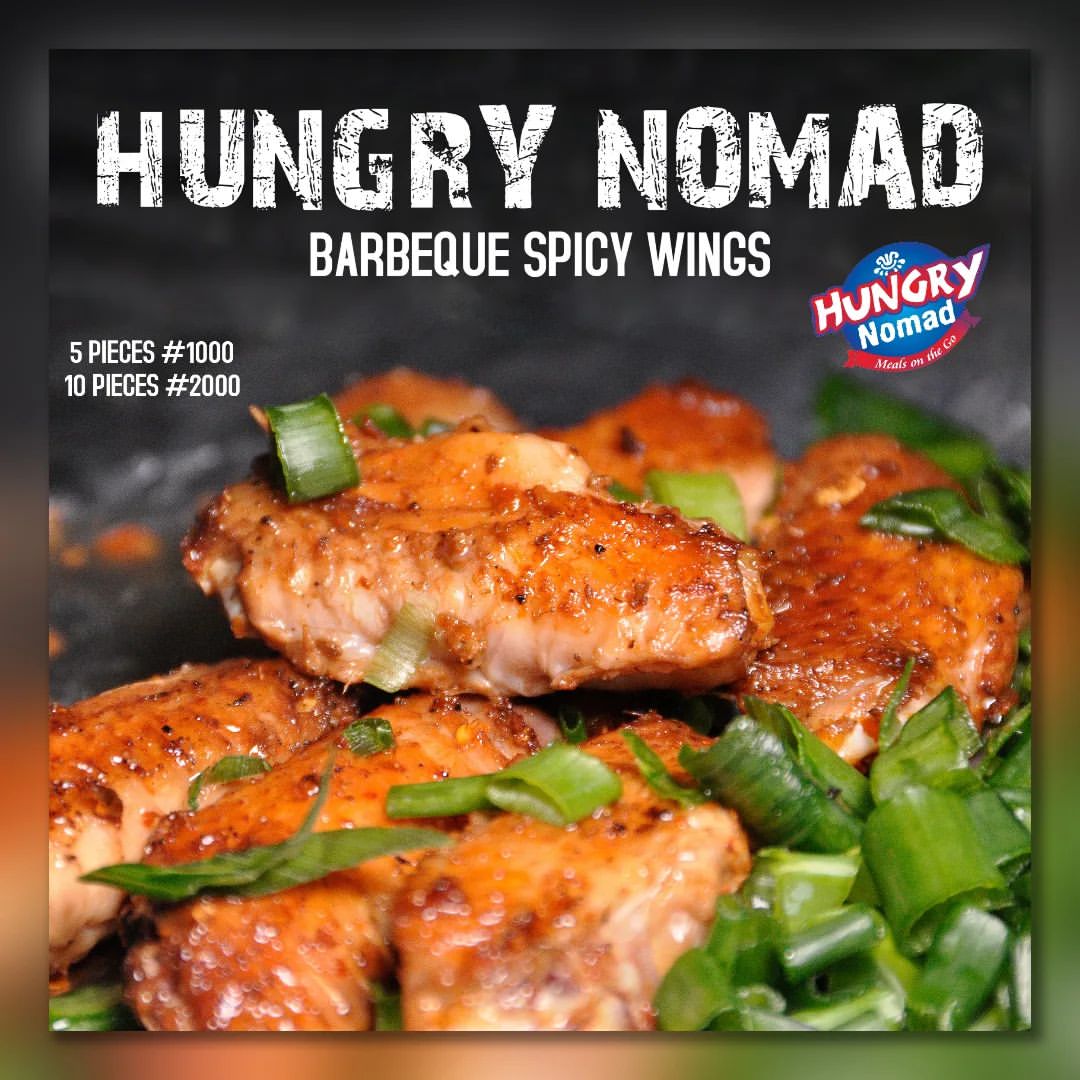 HUNGRY NOMAD
BARBEQUE SPICY WINGS
HUNGRY
Nomad
Meals on the Go
5 PIECES #1000
10 PIECES #2000